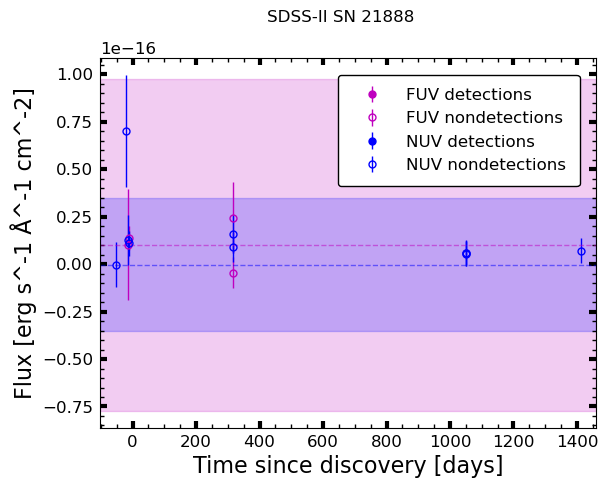 SDSS-II SN 21888
1e−16
1.00
0.75
0.50
0.25
0.00
−0.25
−0.50
−0.75
Flux [erg s^-1 Å^-1 cm^-2]
FUV detections
FUV nondetections
NUV detections
NUV nondetections
0 200 400 600 800 1000 1200 1400
Time since discovery [days]